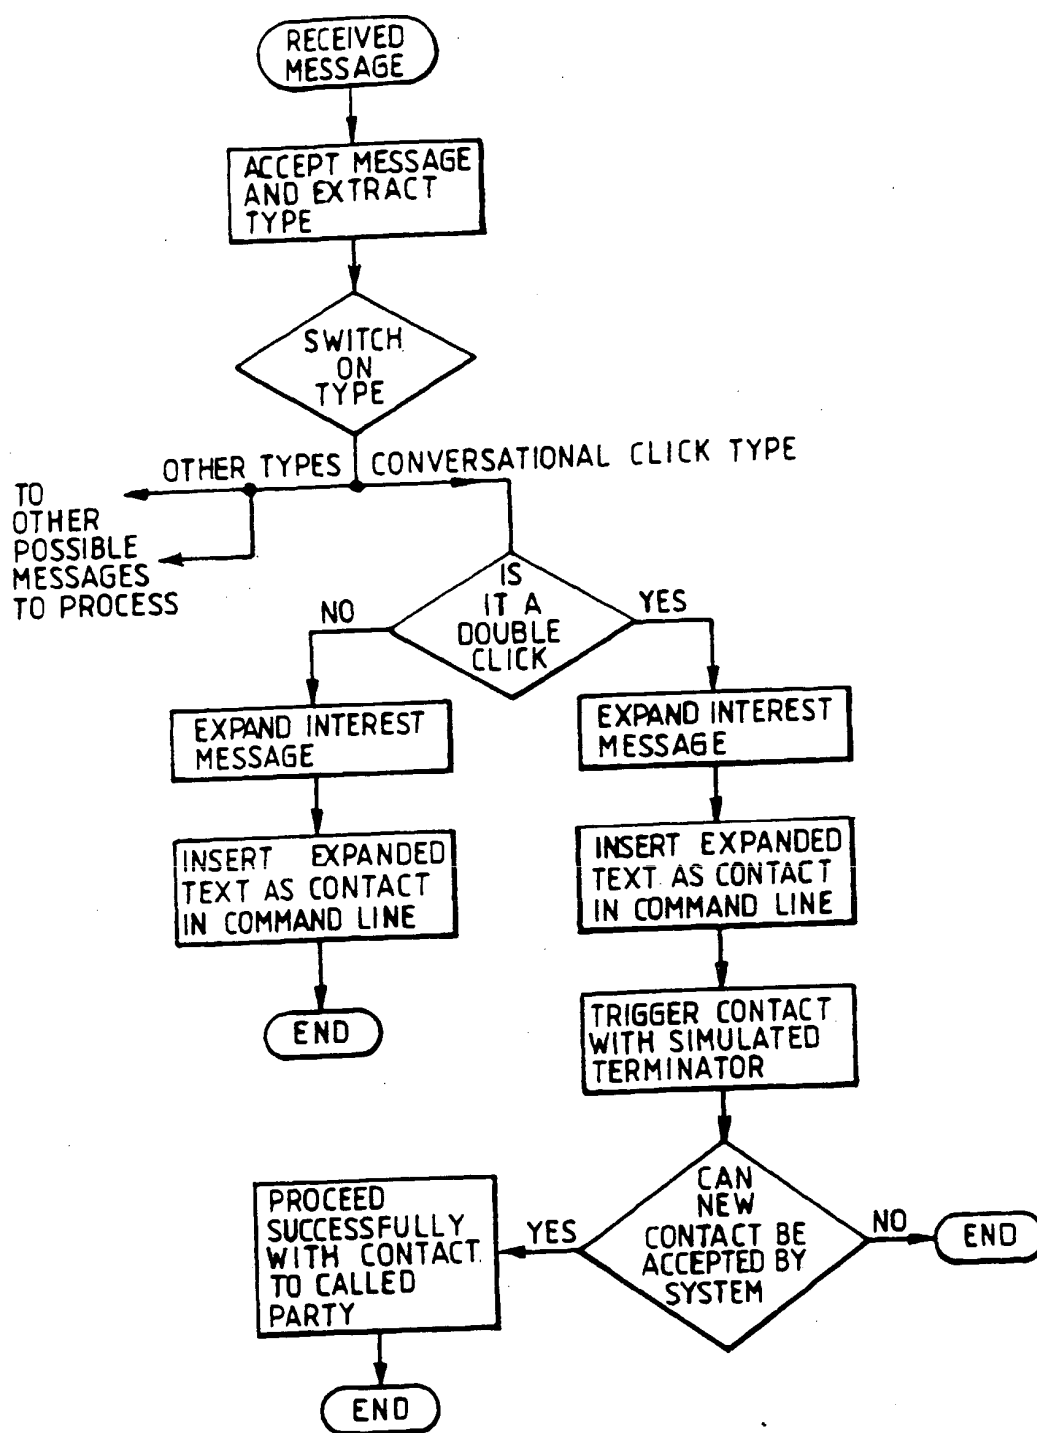 RECEIVED
MESSAGE
ACCEPT MESSAGE
AND EXTRACT
TYPE
SWITCH
ON
TYPE
OTHER TYPES
CONVERSATIONAL CLICK TYPE
TO
OTHER
POSSIBLE
MESSAGES
TO PROCESS
IS
IT A
DOUBLE
CLICK
NO
YES
EXPAND INTEREST
MESSAGE
INSERT EXPANDED
TEXT AS CONTACT
IN COMMAND LINE
END
EXPAND INTEREST
MESSAGE
INSERT EXPANDED
TEXT AS CONTACT
IN COMMAND LINE
TRIGGER CONTACT
WITH SIMULATED
TERMINATOR
CAN
NEW
CONTACT BE
ACCEPTED BY
SYSTEM
YES
NO
END
PROCEED
SUCCESSFULLY
WITH CONTACT
TO CALLED
PARTY
END